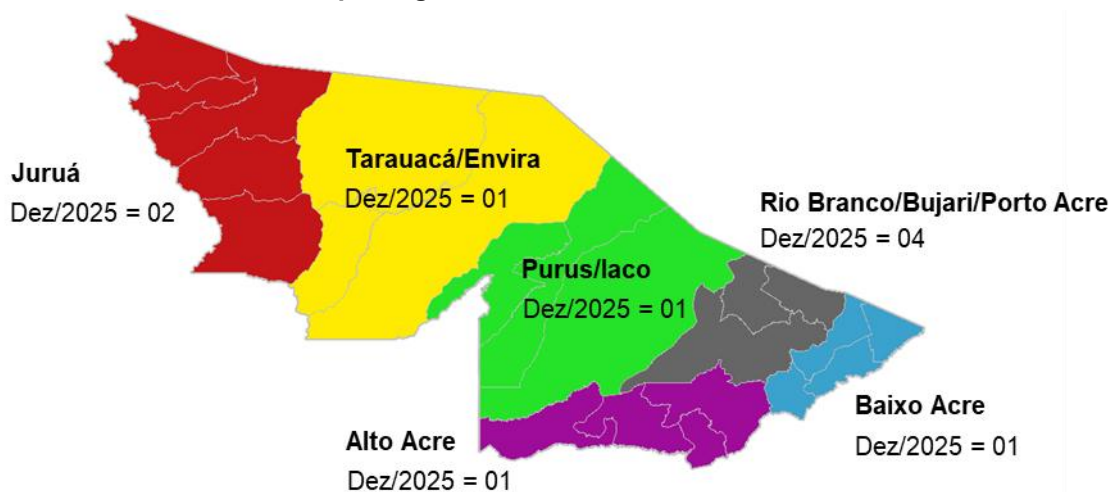 Juruá
Dez/2025 = 02
Tarauacá/Envira
Dez/2025 = 01
Rio Branco/Bujari/Porto Acre
Dez/2025 = 04
Purus/Iaco
Dez/2025 = 01
Alto Acre
Dez/2025 = 01
Baixo Acre
Dez/2025 = 01